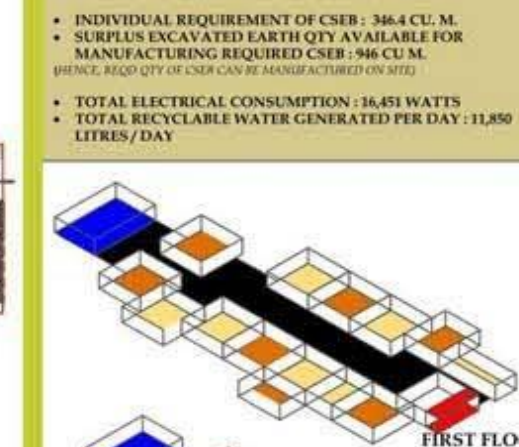 • INDIVIDUAL REQUIREMENT OF CSEB : 346.4 CU. M.
• SURPLUS EXCAVATED EARTH QTY AVAILABLE FOR
MANUFACTURING REQUIRED CSEB : 946 CU M.
(HENCE, REQD QTY OF CSEB CAN BE MANUFACTURED ON SITE)
• TOTAL ELECTRICAL CONSUMPTION : 16,451 WATTS
• TOTAL RECYCLABLE WATER GENERATED PER DAY : 11,850
LITRES / DAY
FIRST FLO